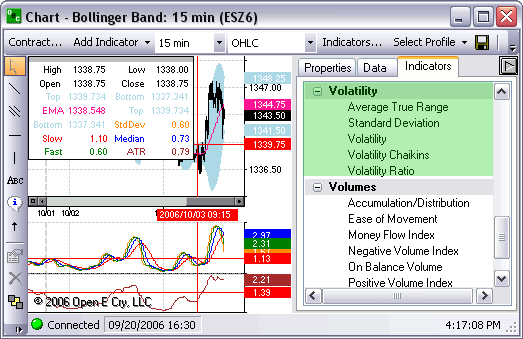 Chart - Bollinger Band: 15 min (ESZ6)
Contract... Add Indicator 15 min OHLC Indicators... Select Profile
Properties Data Indicators
High 1338.75 Low 1338.00
Open 1338.75 Close 1338.75
Top 1339.734 Bottom 1337.341
EMA 1338.548 Top 1339.734
Bottom 1337.341 StdDev 0.60
Slow 1.10 Median 0.73
Fast 0.60 ATR 0.79
1348.25
1347.00
1344.75
1343.50
1341.50
1339.75
1336.50
ABC
10/01 10/02 2006/10/03 09:15
2.97
2.31
1.13
2.21
1.39
© 2006 Open-E Cry, LLC
Volatility
Average True Range
Standard Deviation
Volatility
Volatility Chaikins
Volatility Ratio
Volumes
Accumulation/Distribution
Ease of Movement
Money Flow Index
Negative Volume Index
On Balance Volume
Positive Volume Index
Connected 09/20/2006 16:30 4:17:08 PM